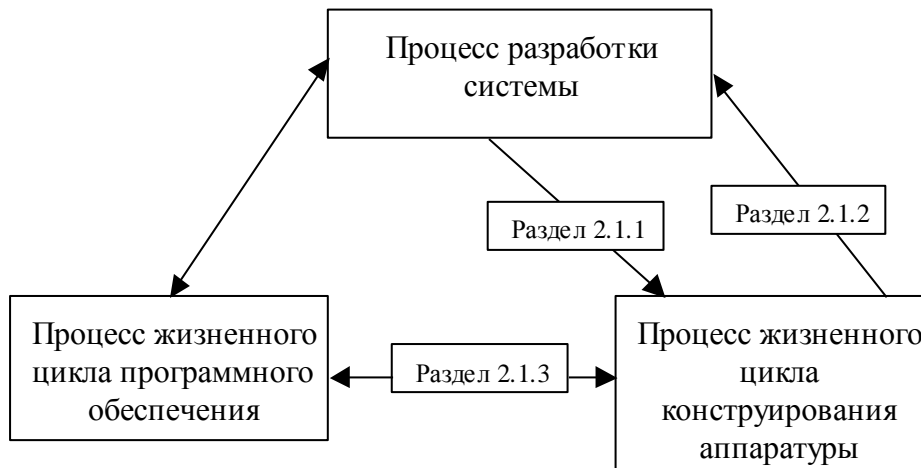 Процесс разработки
системы
Раздел 2.1.2
Раздел 2.1.1
Процесс жизненного
цикла программного
обеспечения
Раздел 2.1.3
Процесс жизненного
цикла
конструирования
аппаратуры